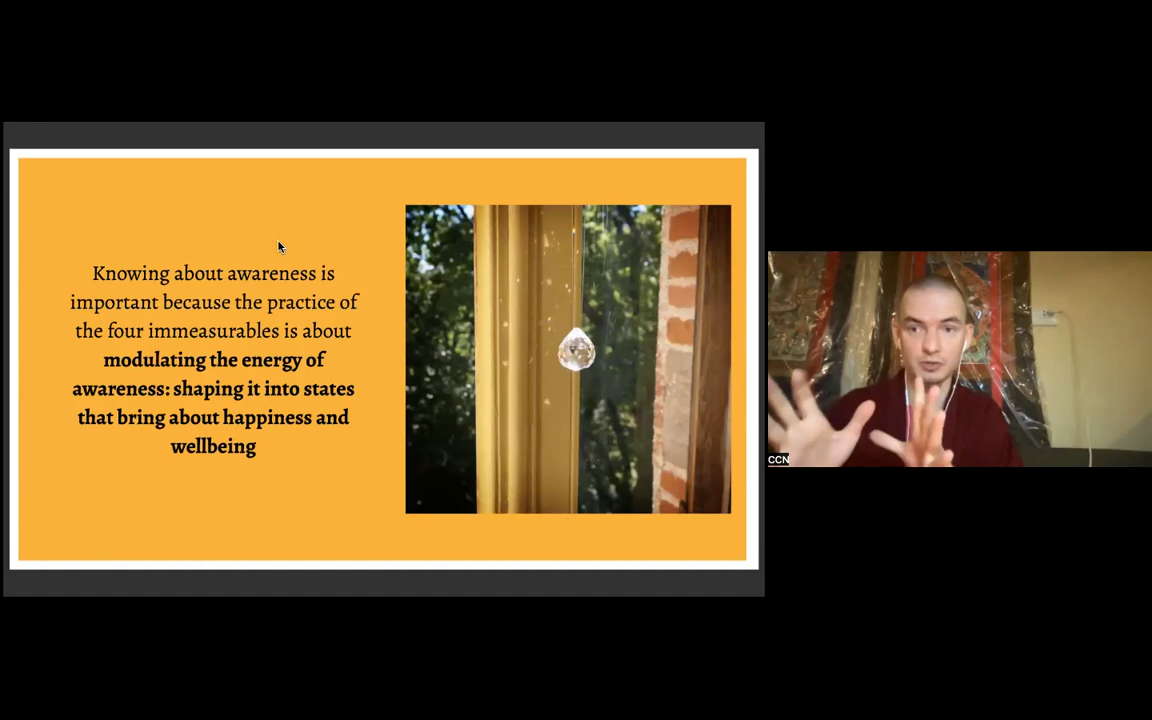 Knowing about awareness is
important because the practice of
the four immeasurables is about
modulating the energy of
awareness: shaping it into states
that bring about happiness and
wellbeing
CCN